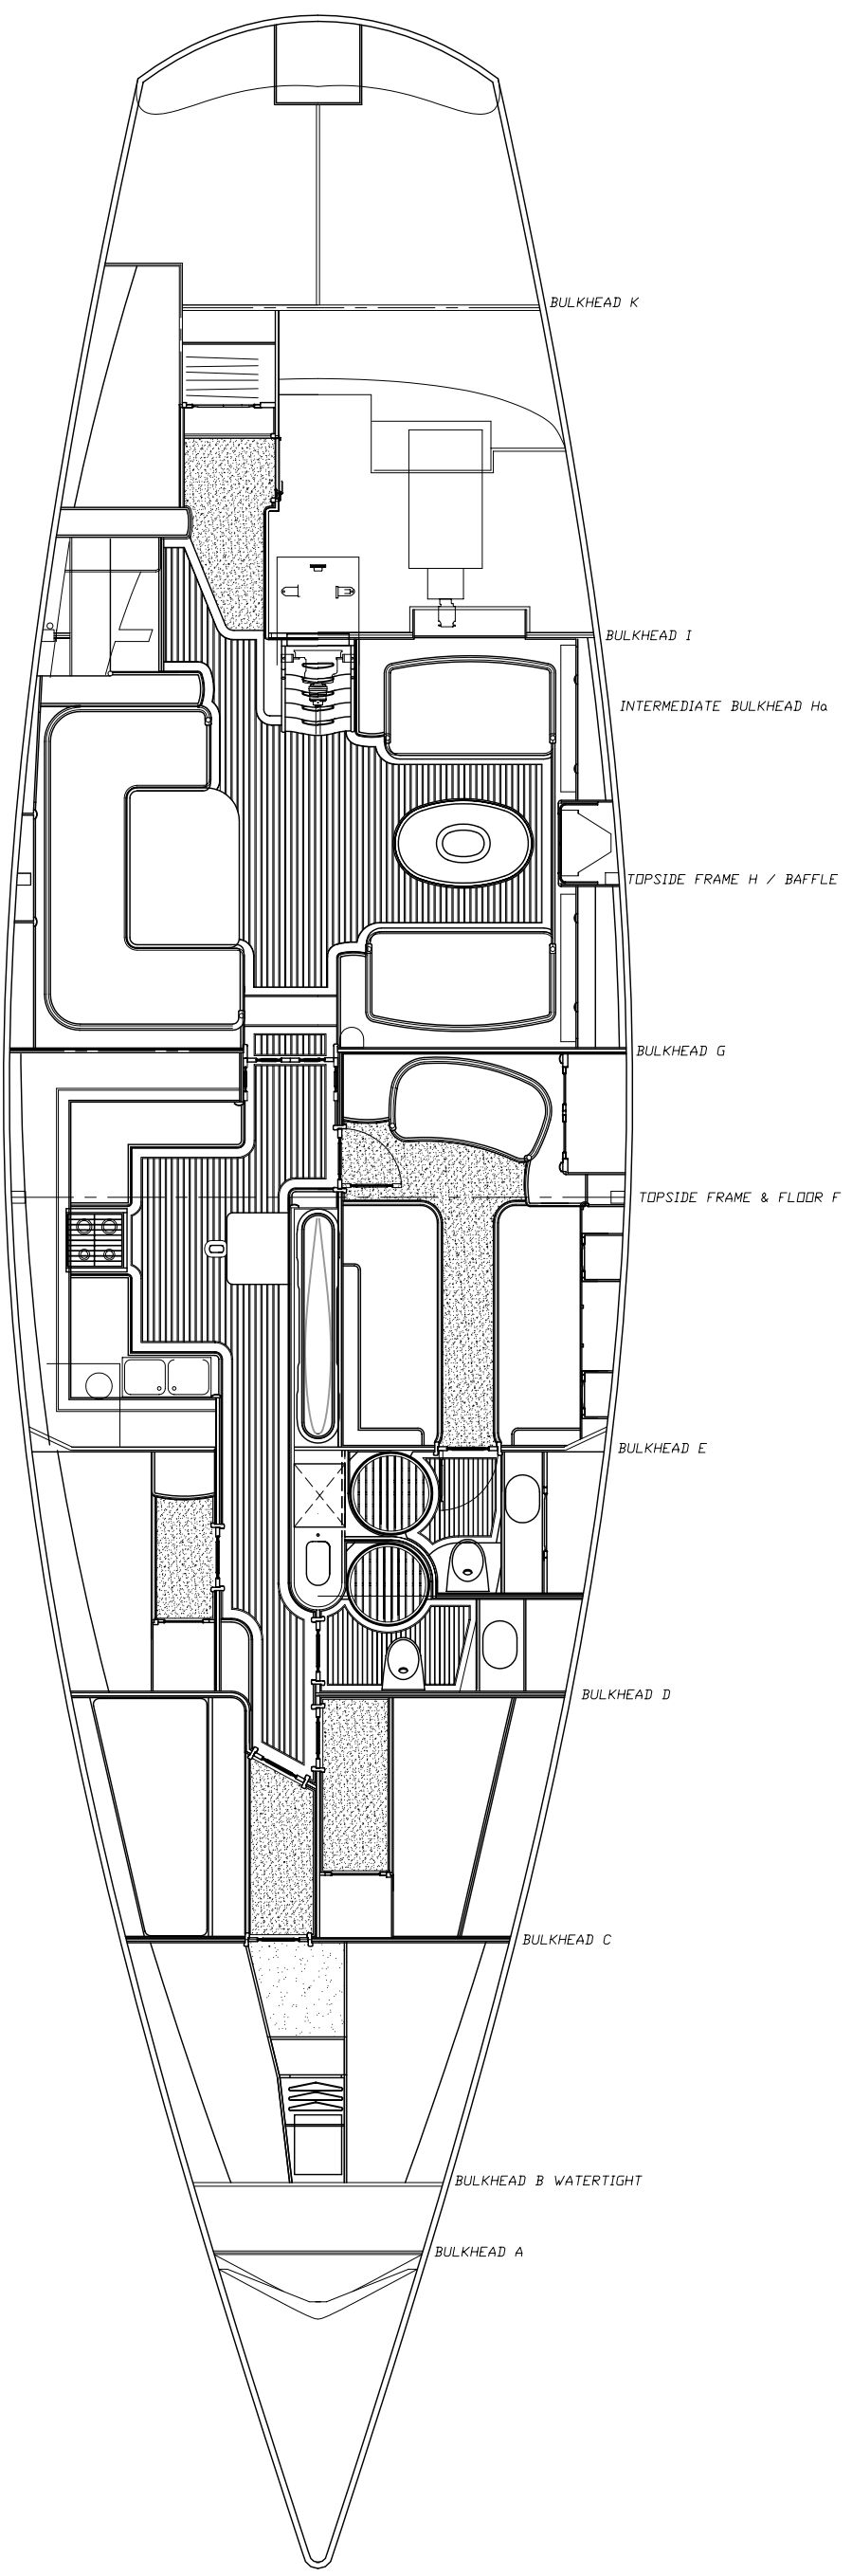 BULKHEAD K
BULKHEAD I
INTERMEDIATE BULKHEAD Ha
TOPSIDE FRAME H / BAFFLE
BULKHEAD G
TOPSIDE FRAME & FLOOR F
BULKHEAD E
BULKHEAD D
BULKHEAD C
BULKHEAD B WATERTIGHT
BULKHEAD A